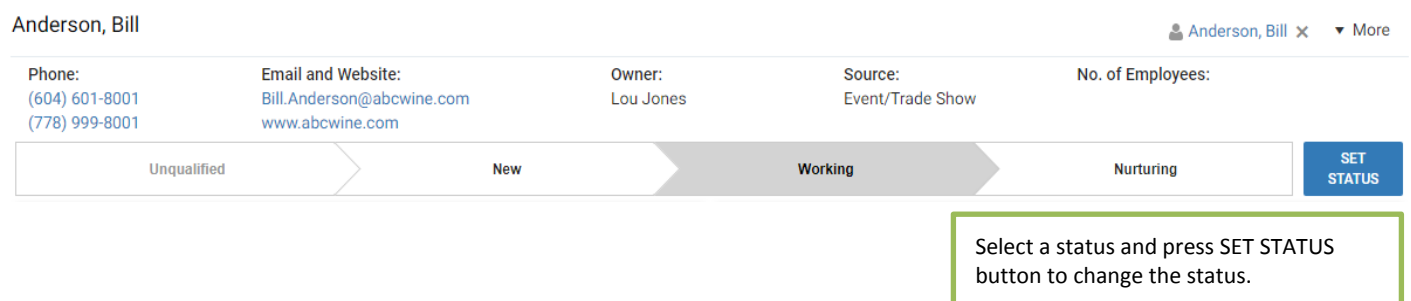 Anderson, Bill
Anderson, Bill × ▼ More
Phone: Email and Website: Owner: Source: No. of Employees:
(604) 601-8001 Bill.Anderson@abcwine.com Lou Jones Event/Trade Show
(778) 999-8001 www.abcwine.com
Unqualified New Working Nurturing SET STATUS
Select a status and press SET STATUS
button to change the status.